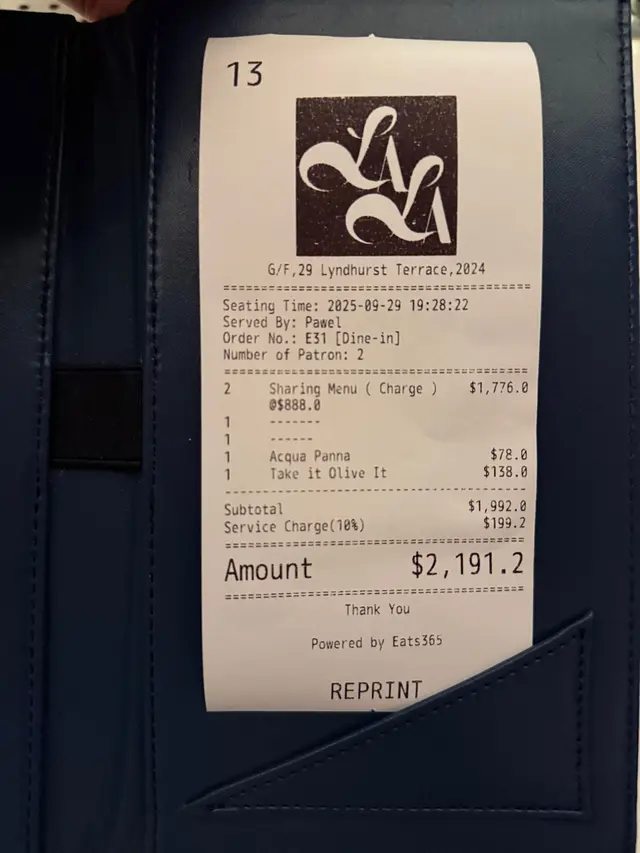 13
LA
LA
G/F,29 Lyndhurst Terrace,2024
==========================================
Seating Time: 2025-09-29 19:28:22
Served By: Pawel
Order No.: E31 [Dine-in]
Number of Patron: 2
==========================================
2 Sharing Menu ( Charge ) $1,776.0
@$888.0
1 -------
1 ------
1 Acqua Panna $78.0
1 Take it Olive It $138.0
------------------------------------------
Subtotal $1,992.0
Service Charge(10%) $199.2
==========================================
Amount $2,191.2
==========================================
Thank You
Powered by Eats365
REPRINT